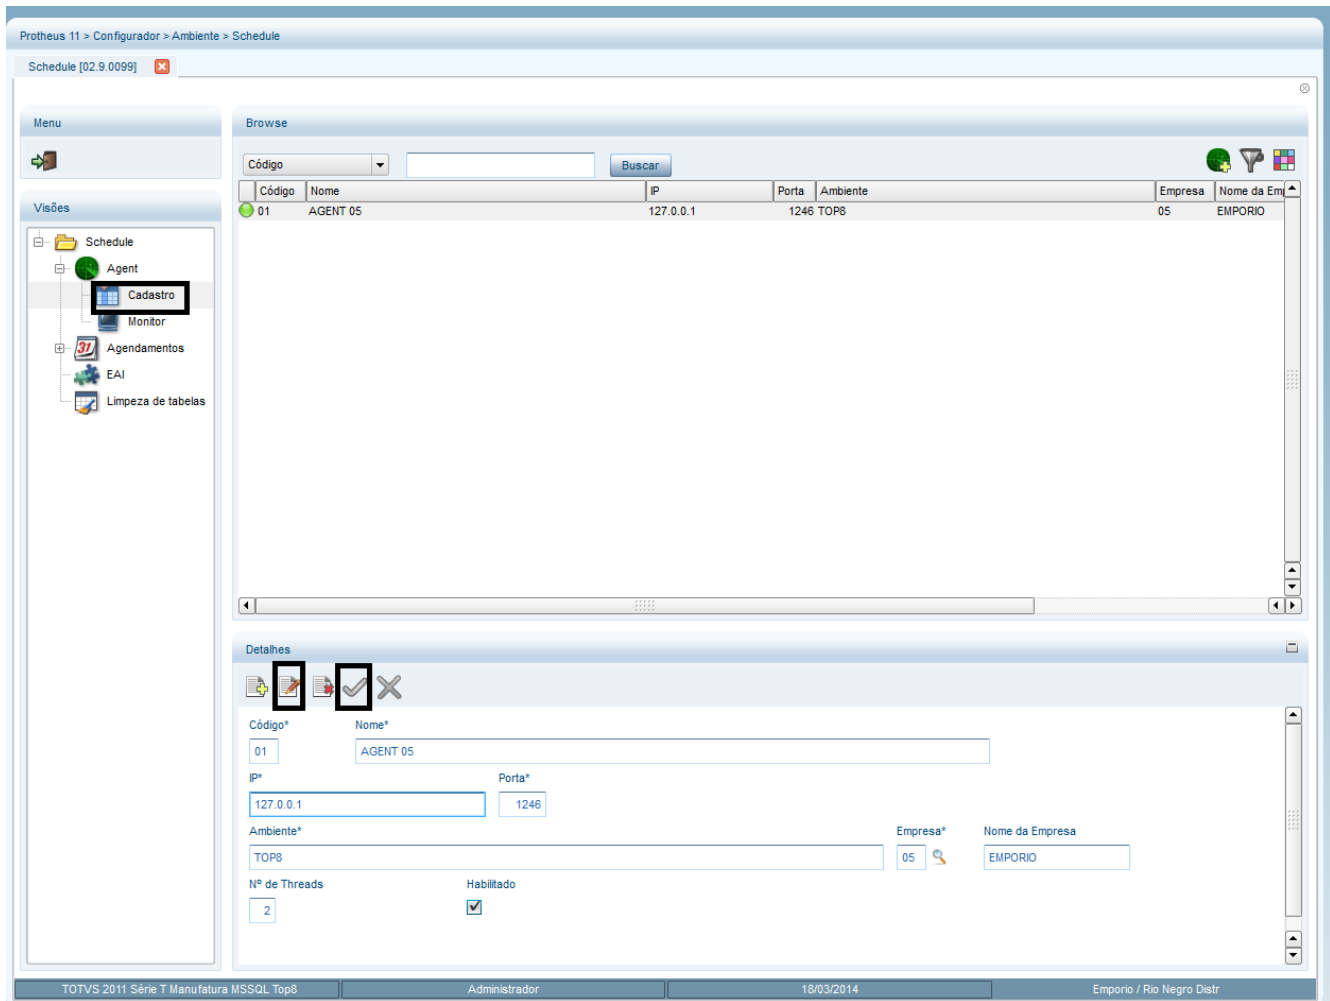 Protheus 11 > Configurador > Ambiente > Schedule
Schedule [02.9.0099]
Menu
Browse
Código
Buscar
Código Nome IP Porta Ambiente Empresa Nome da Em
01 AGENT 05 127.0.0.1 1246 TOP8 05 EMPORIO
Visões
Schedule
Agent
Cadastro
Monitor
31 Agendamentos
EAI
Limpeza de tabelas
Detalhes
Código* Nome*
01 AGENT 05
IP* Porta*
127.0.0.1 1246
Ambiente* Empresa* Nome da Empresa
TOP8 05 EMPORIO
Nº de Threads Habilitado
2
TOTVS 2011 Série T Manufatura MSSQL Top8 Administrador 18/03/2014 Emporio / Rio Negro Distr